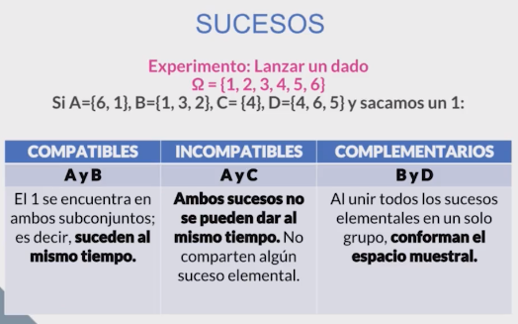 SUCESOS
Experimento: Lanzar un dado
Ω = {1, 2, 3, 4, 5, 6}
Si A={6, 1}, B={1, 3, 2}, C= {4}, D={4, 6, 5} y sacamos un 1:
COMPATIBLES
A y B
El 1 se encuentra en
ambos subconjuntos;
es decir, suceden al
mismo tiempo.
INCOMPATIBLES
A y C
Ambos sucesos no
se pueden dar al
mismo tiempo. No
comparten algún
suceso elemental.
COMPLEMENTARIOS
B y D
Al unir todos los sucesos
elementales en un solo
grupo, conforman el
espacio muestral.